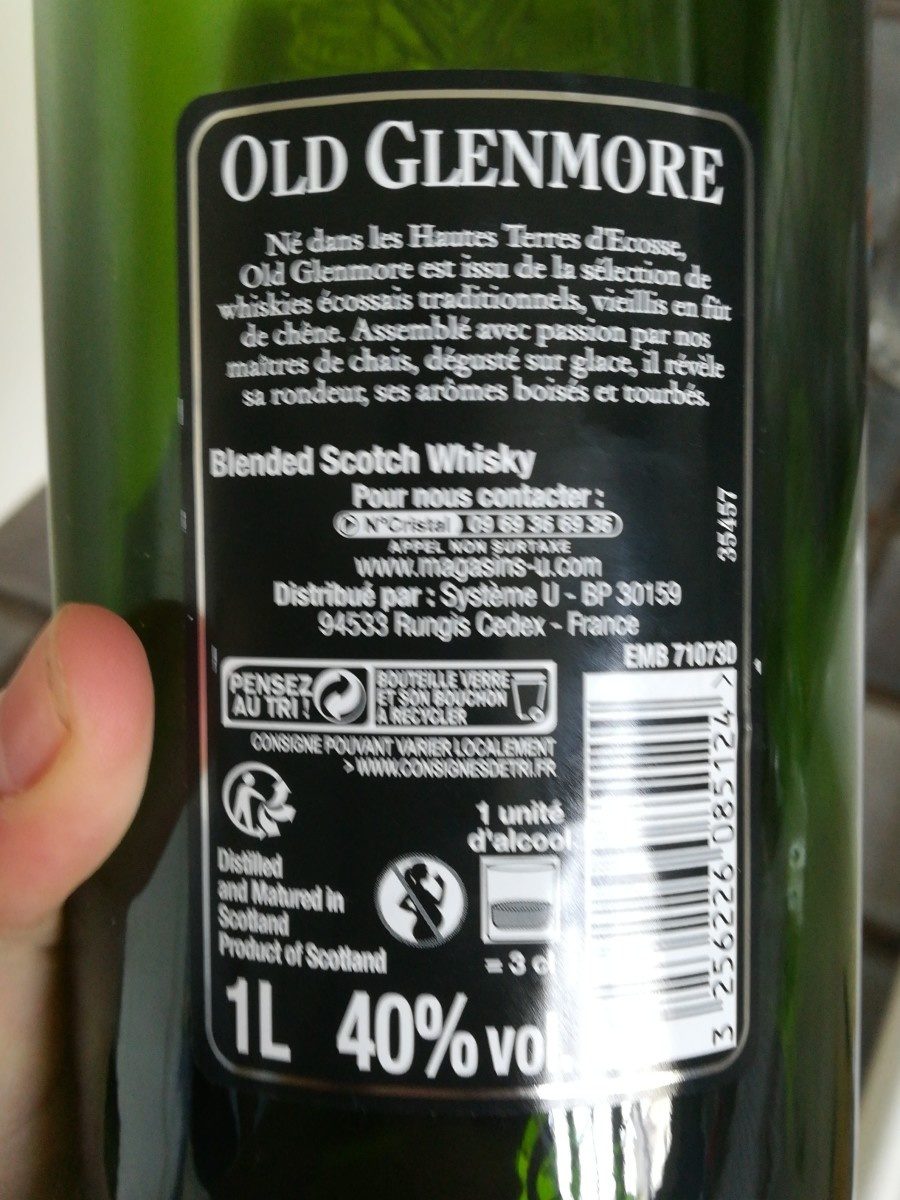 OLD GLENMORE
Né dans les Hautes Terres d'Ecosse,
Old Glenmore est issu de la sélection de
whiskies écossais traditionnels, vieillis en fût
de chêne. Assemblé avec passion par nos
maîtres de chais, dégusté sur glace, il révèle
sa rondeur, ses arômes boisés et tourbés.
Blended Scotch Whisky
Pour nous contacter :
N°Cristal 09 69 36 69 36
APPEL NON SURTAXE
www.magasins-u.com
Distribué par : Système U - BP 30159
94533 Rungis Cedex - France
35457
EMB 71073D
PENSEZ
AU TRI !
BOUTEILLE VERRE
ET SON BOUCHON
À RECYCLER
CONSIGNE POUVANT VARIER LOCALEMENT
> WWW.CONSIGNESDETRI.FR
1 unité
d'alcool
= 3 cl
Distilled
and Matured in
Scotland
Product of Scotland
1L 40% vol.
3 256226 085124 >